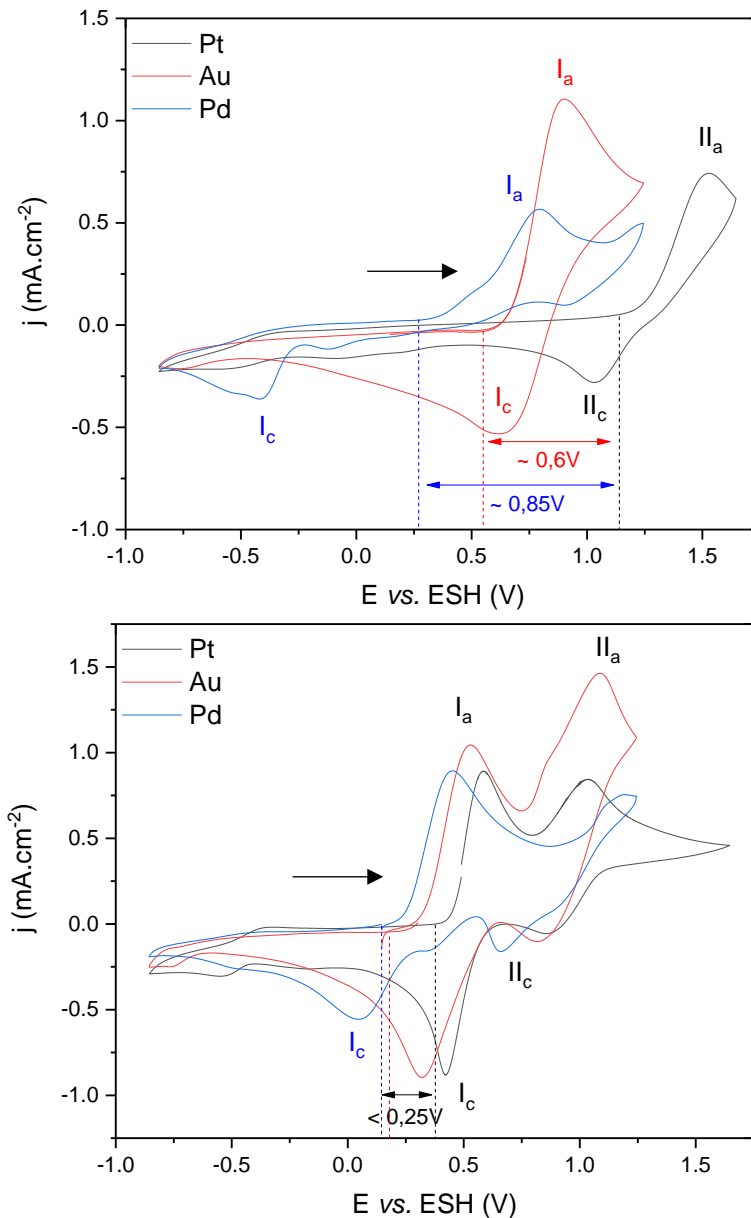 1.5
1.0
0.5
0.0
-0.5
-1.0
j (mA.cm-2)
Pt
Au
Pd
Ia
Ia
IIa
Ic
Ic
IIc
~ 0,6V
~ 0,85V
-1.0 -0.5 0.0 0.5 1.0 1.5
E vs. ESH (V)
1.5
1.0
0.5
0.0
-0.5
-1.0
j (mA.cm-2)
Pt
Au
Pd
Ia
IIa
IIc
Ic
Ic
< 0,25V
-1.0 -0.5 0.0 0.5 1.0 1.5
E vs. ESH (V)